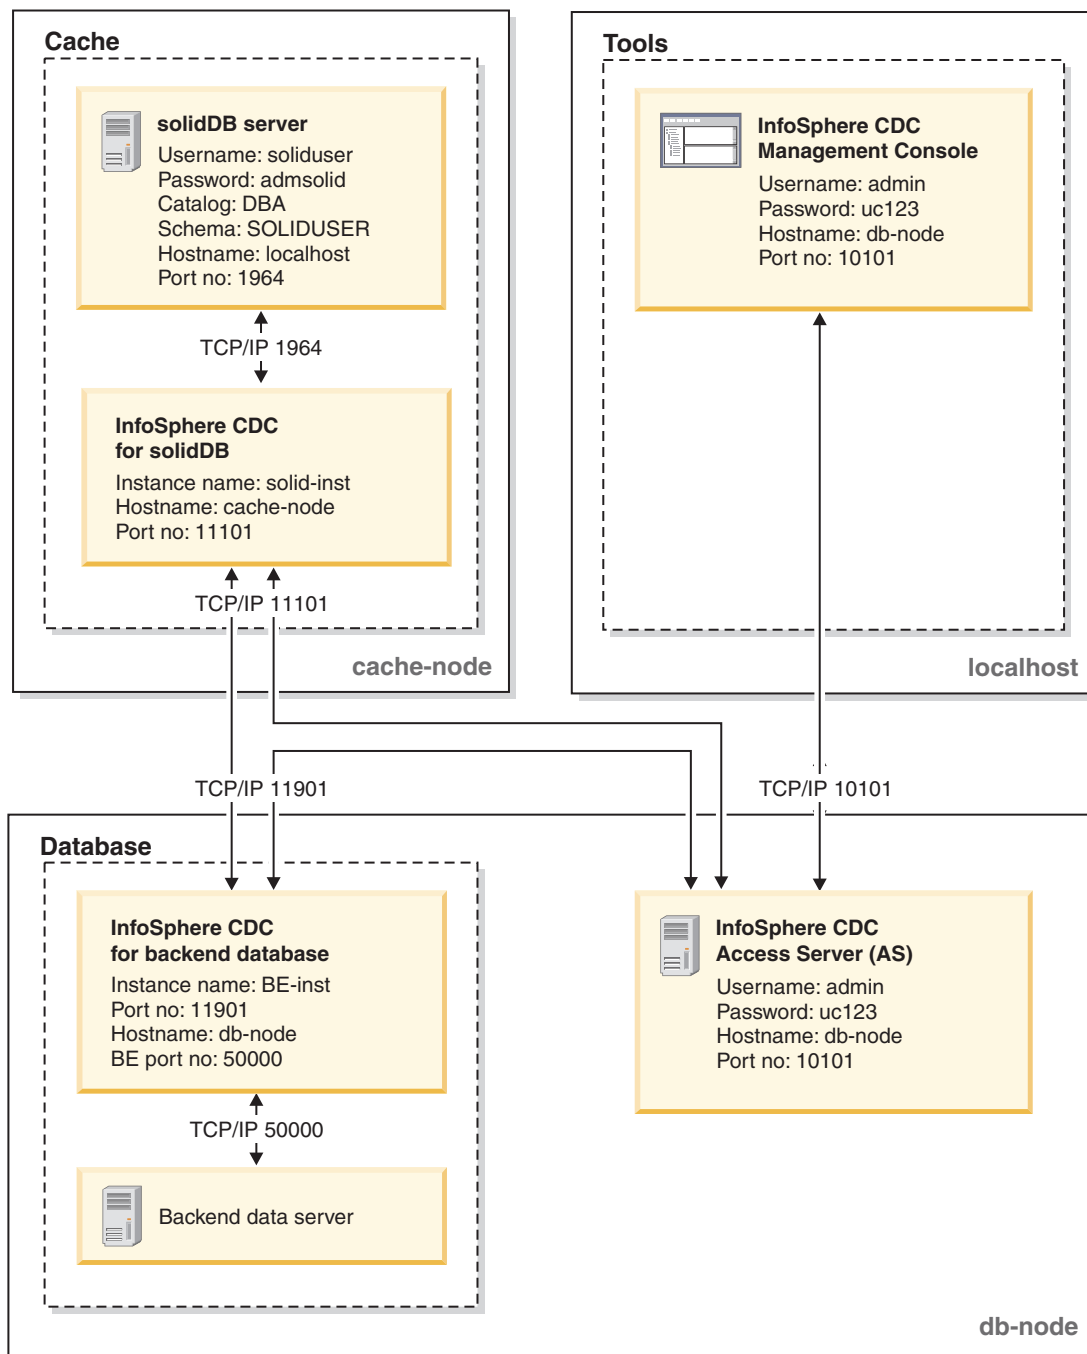 Cache
solidDB server
Username: soliduser
Password: admsolid
Catalog: DBA
Schema: SOLIDUSER
Hostname: localhost
Port no: 1964
TCP/IP 1964
InfoSphere CDC
for solidDB
Instance name: solid-inst
Hostname: cache-node
Port no: 11101
TCP/IP 11101
cache-node
Tools
InfoSphere CDC
Management Console
Username: admin
Password: uc123
Hostname: db-node
Port no: 10101
localhost
TCP/IP 11901
TCP/IP 10101
Database
InfoSphere CDC
for backend database
Instance name: BE-inst
Port no: 11901
Hostname: db-node
BE port no: 50000
TCP/IP 50000
Backend data server
InfoSphere CDC
Access Server (AS)
Username: admin
Password: uc123
Hostname: db-node
Port no: 10101
db-node